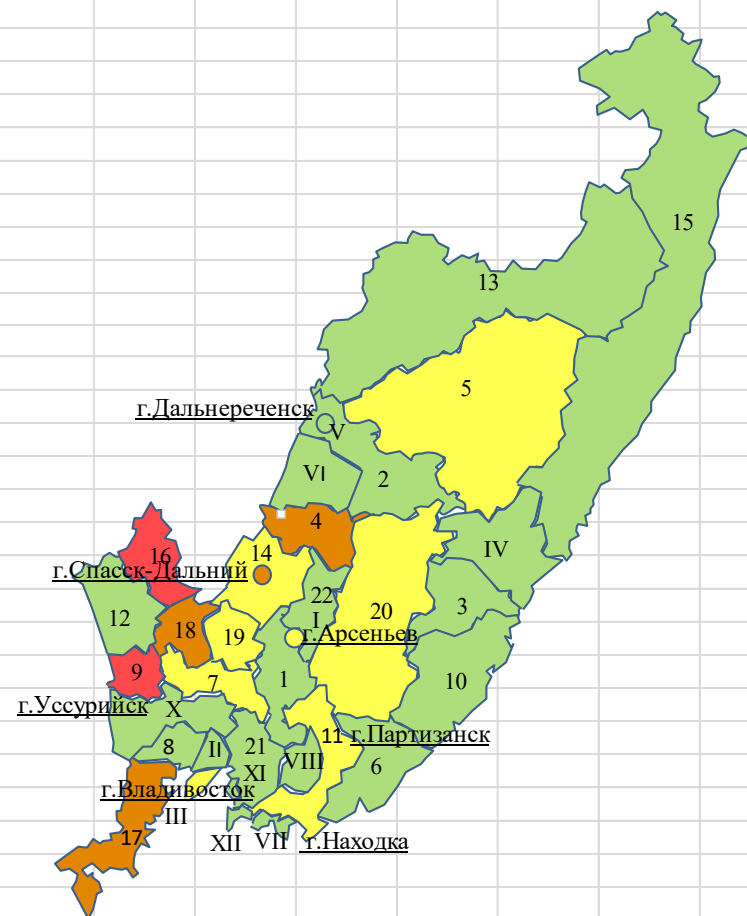 15
13
5
г.Дальнереченск
V
VI
2
4
IV
16
14
г.Спасск-Дальний
22
3
12
I
20
18
19
г.Арсеньев
9
7
1
10
г.Уссурийск
X
11 г.Партизанск
8
II
21
VIII
6
XI
г.Владивосток
III
17
XII
VII
г.Находка